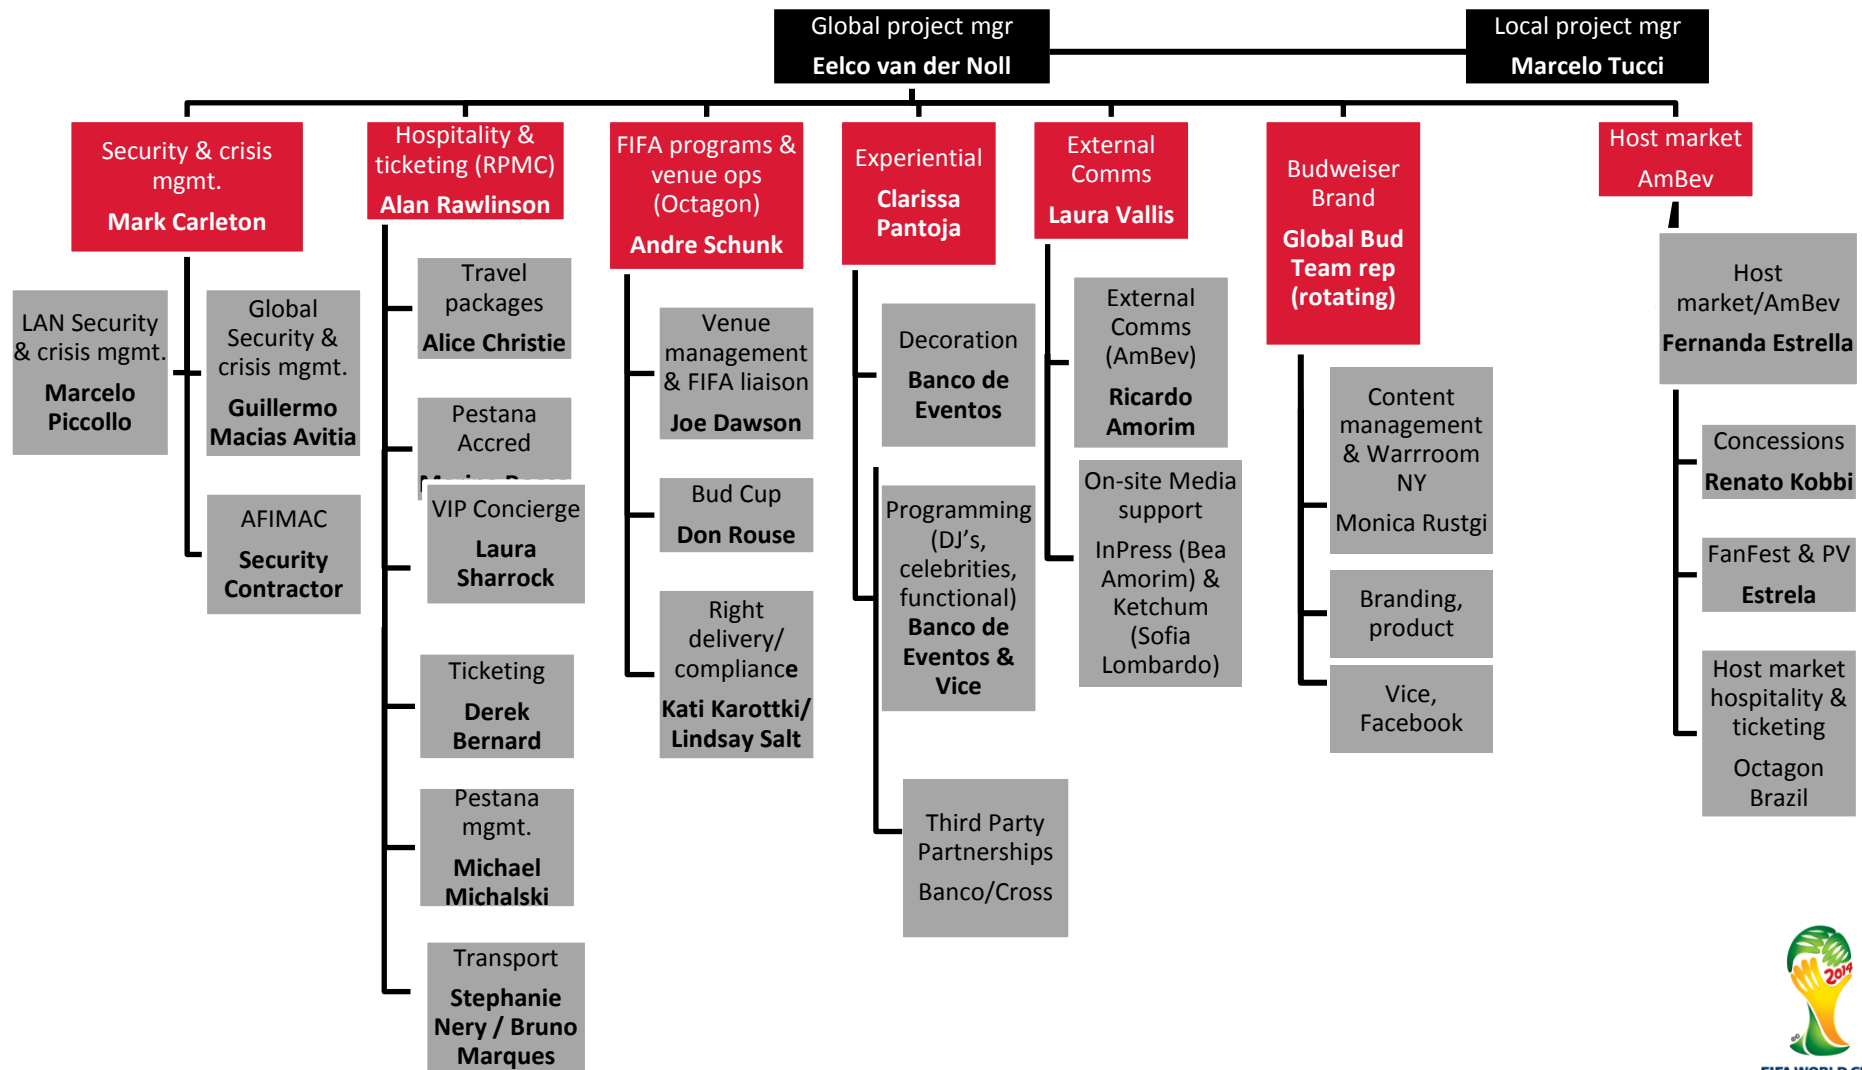 Global project mgr
Eelco van der Noll
Local project mgr
Marcelo Tucci
Security & crisis
mgmt.
Mark Carleton
LAN Security
& crisis mgmt.
Marcelo
Piccollo
Global
Security &
crisis mgmt.
Guillermo
Macias Avitia
AFIMAC
Security
Contractor
Hospitality &
ticketing (RPMC)
Alan Rawlinson
Travel
packages
Alice Christie
Pestana
Accred
VIP Concierge
Laura
Sharrock
Ticketing
Derek
Bernard
Pestana
mgmt.
Michael
Michalski
Transport
Stephanie
Nery / Bruno
Marques
FIFA programs &
venue ops
(Octagon)
Andre Schunk
Venue
management
& FIFA liaison
Joe Dawson
Bud Cup
Don Rouse
Right
delivery/
compliance
Kati Karottki/
Lindsay Salt
Experiential
Clarissa
Pantoja
Decoration
Banco de
Eventos
Programming
(DJ’s,
celebrities,
functional)
Banco de
Eventos &
Vice
Third Party
Partnerships
Banco/Cross
External
Comms
Laura Vallis
External
Comms
(AmBev)
Ricardo
Amorim
On-site Media
support
InPress (Bea
Amorim) &
Ketchum
(Sofia
Lombardo)
Budweiser
Brand
Global Bud
Team rep
(rotating)
Content
management
& Warrroom
NY
Monica Rustgi
Branding,
product
Vice,
Facebook
Host market
AmBev
Host
market/AmBev
Fernanda Estrella
Concessions
Renato Kobbi
FanFest & PV
Estrela
Host market
hospitality &
ticketing
Octagon
Brazil
2014
FIFA WORLD